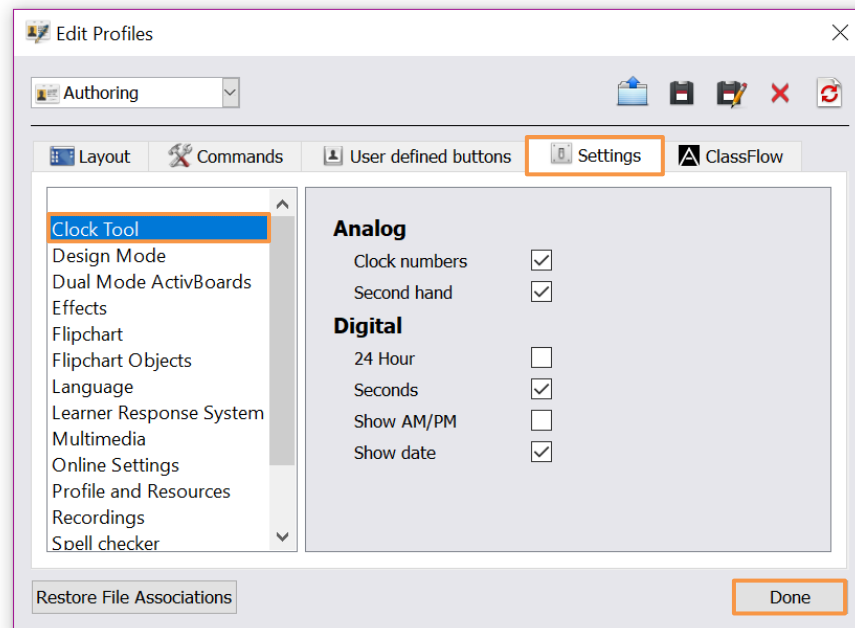 Edit Profiles
Authoring
Layout
Commands
User defined buttons
Settings
ClassFlow
Clock Tool
Design Mode
Dual Mode ActivBoards
Effects
Flipchart
Flipchart Objects
Language
Learner Response System
Multimedia
Online Settings
Profile and Resources
Recordings
Spell checker
Analog
Clock numbers
Second hand
Digital
24 Hour
Seconds
Show AM/PM
Show date
Restore File Associations
Done